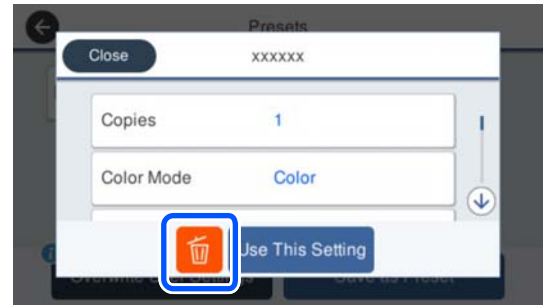 Presets
Close
xxxxxx
Copies
1
Color Mode
Color
Use This Setting
Save as Preset